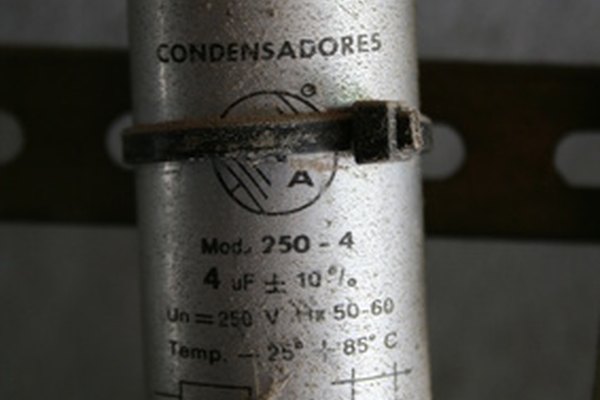 CONDENSADORES
G
A
Mod. 250 - 4
4 uF ± 10 %
Un = 250 V Hz 50-60
Temp. - 25° + 85° C